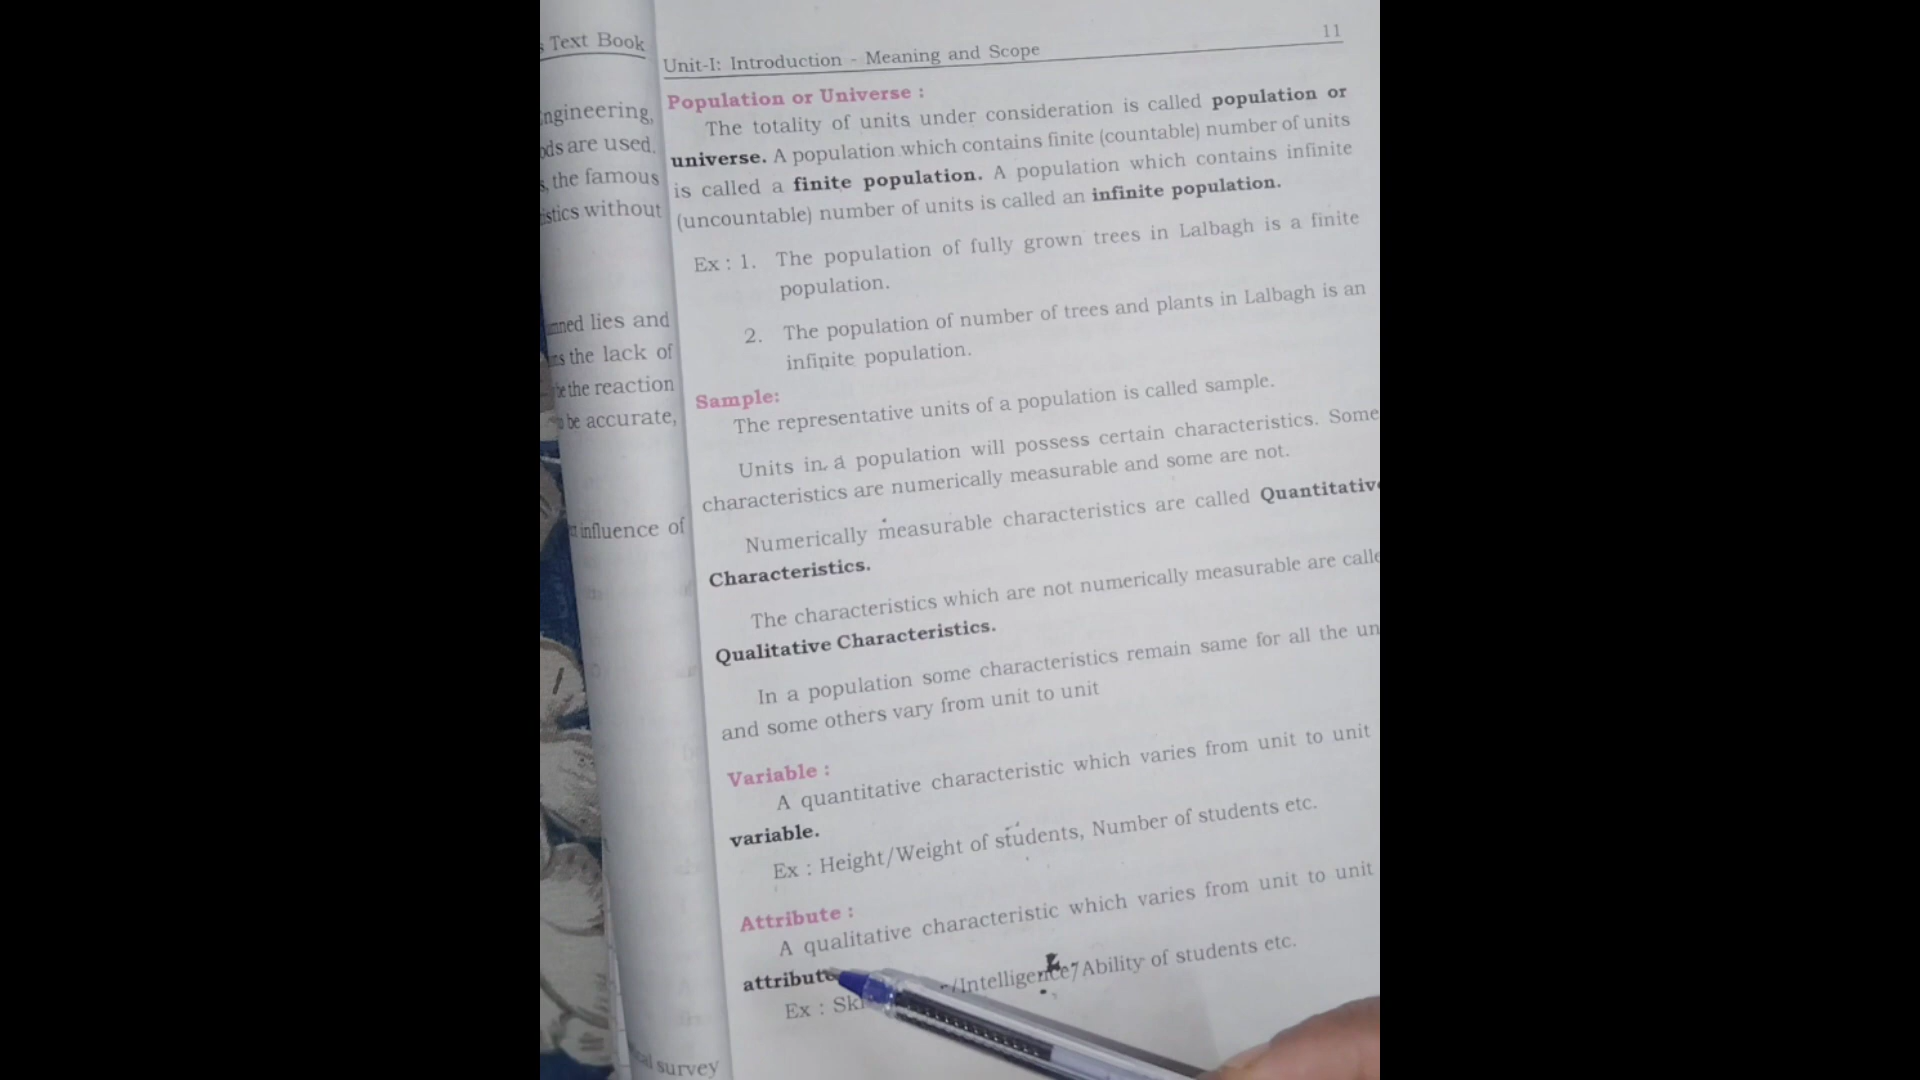 Text Book
Engineering,
are used.
the famous
without
lies and
the lack of
the reaction
be accurate,
influence of
survey
Unit-I: Introduction - Meaning and Scope 11
Population or Universe :
The totality of units under consideration is called population or
universe. A population which contains finite (countable) number of units
is called a finite population. A population which contains infinite
(uncountable) number of units is called an infinite population.
Ex : 1. The population of fully grown trees in Lalbagh is a finite
population.
2. The population of number of trees and plants in Lalbagh is an
infinite population.
Sample:
The representative units of a population is called sample.
Units in a population will possess certain characteristics. Some
characteristics are numerically measurable and some are not.
Numerically measurable characteristics are called Quantitative
Characteristics.
The characteristics which are not numerically measurable are calle
Qualitative Characteristics.
In a population some characteristics remain same for all the un
and some others vary from unit to unit
Variable :
A quantitative characteristic which varies from unit to unit
variable.
Ex : Height/Weight of students, Number of students etc.
Attribute :
A qualitative characteristic which varies from unit to unit
attribute
Ex : /Intelligence/Ability of students etc.